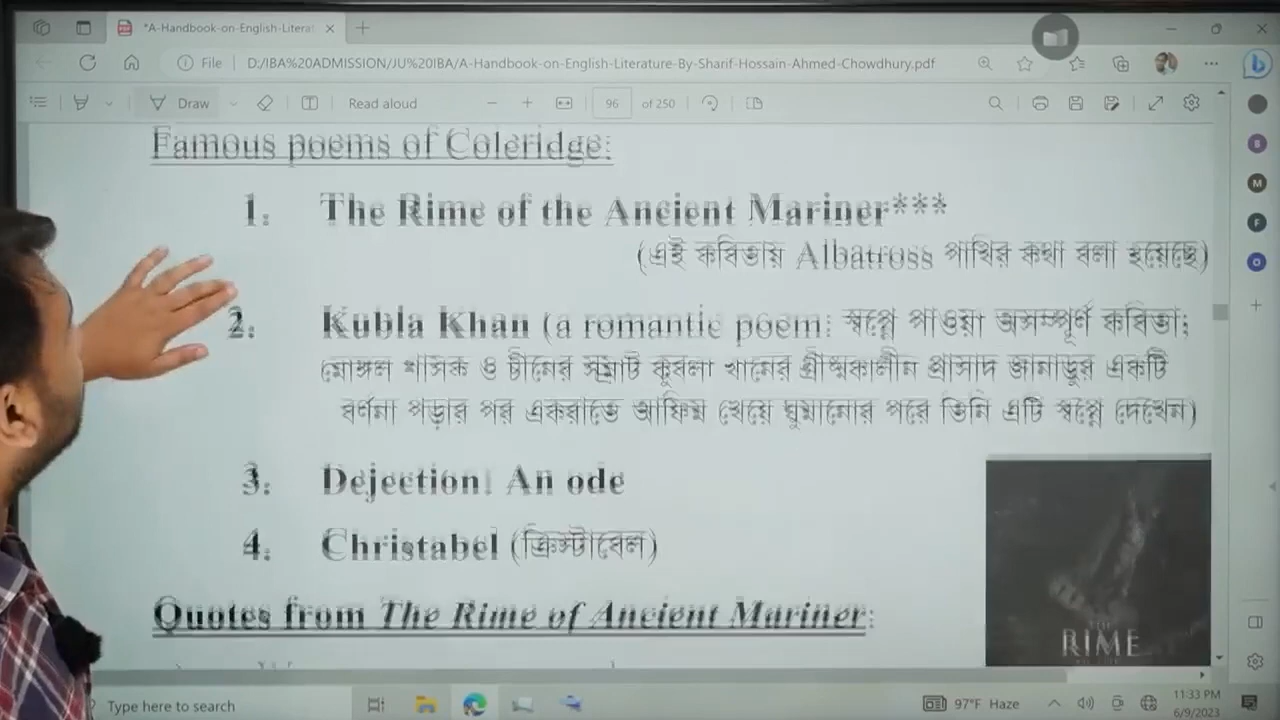 *A-Handbook-on-English-Literat
File D:/IBA%20ADMISSION/JU%20IBA/A-Handbook-on-English-Literature-By-Sharif-Hossain-Ahmed-Chowdhury.pdf
Draw Read aloud 96 of 250
Famous poems of Coleridge:
1. The Rime of the Ancient Mariner***
(এই কবিতায় Albatross পাখির কথা বলা হয়েছে)
2. Kubla Khan (a romantic poem: স্বপ্নে পাওয়া অসম্পূর্ণ কবিতা;
মোঙ্গল শাসক ও চীনের সম্রাট কুবলা খানের গ্রীষ্মকালীন প্রাসাদ জানাডুর একটি
বর্ণনা পড়ার পর একরাতে আফিম খেয়ে ঘুমানোর পরে তিনি এটি স্বপ্নে দেখেন)
3. Dejection: An ode
4. Christabel (ক্রিস্টাবেল)
Quotes from The Rime of Ancient Mariner:
THE
RIME
Type here to search
97°F Haze
11:33 PM
6/9/2023